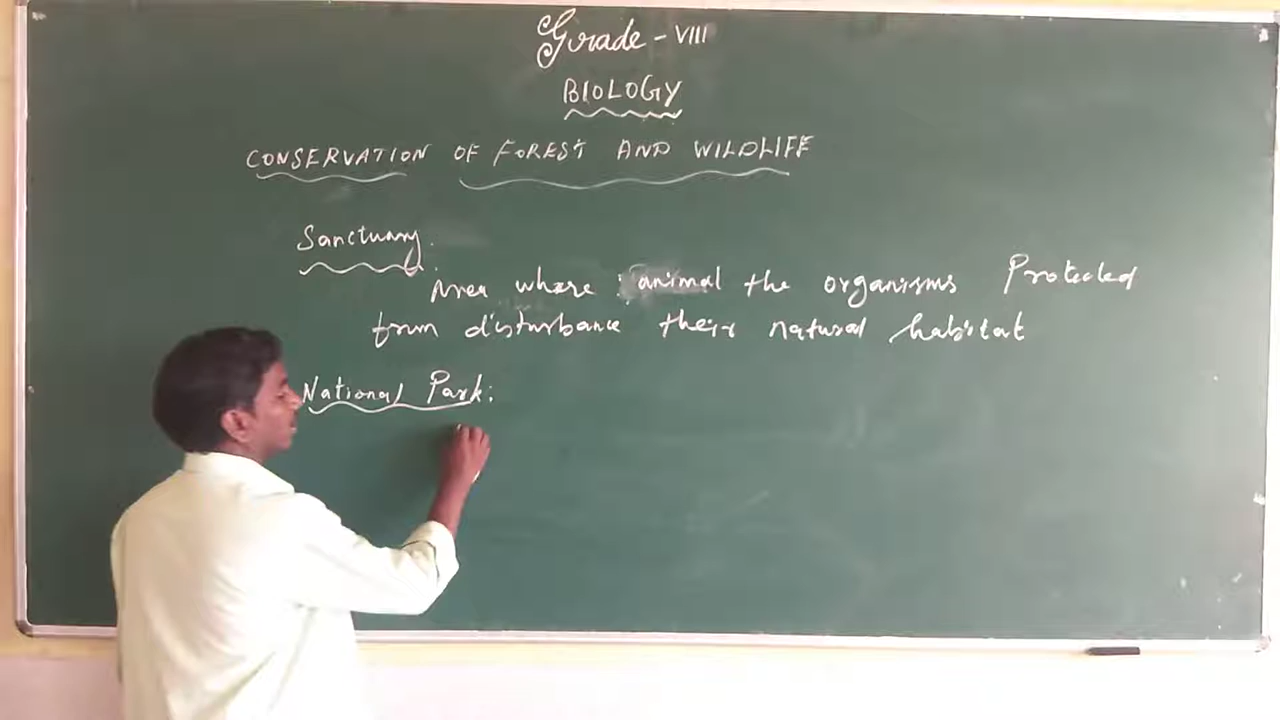 Grade - VIII
BIOLOGY
CONSERVATION OF FOREST AND WILDLIFE
Sanctuary.
Area where animal the organisms Protected
from disturbance their natural habitat
National Park: